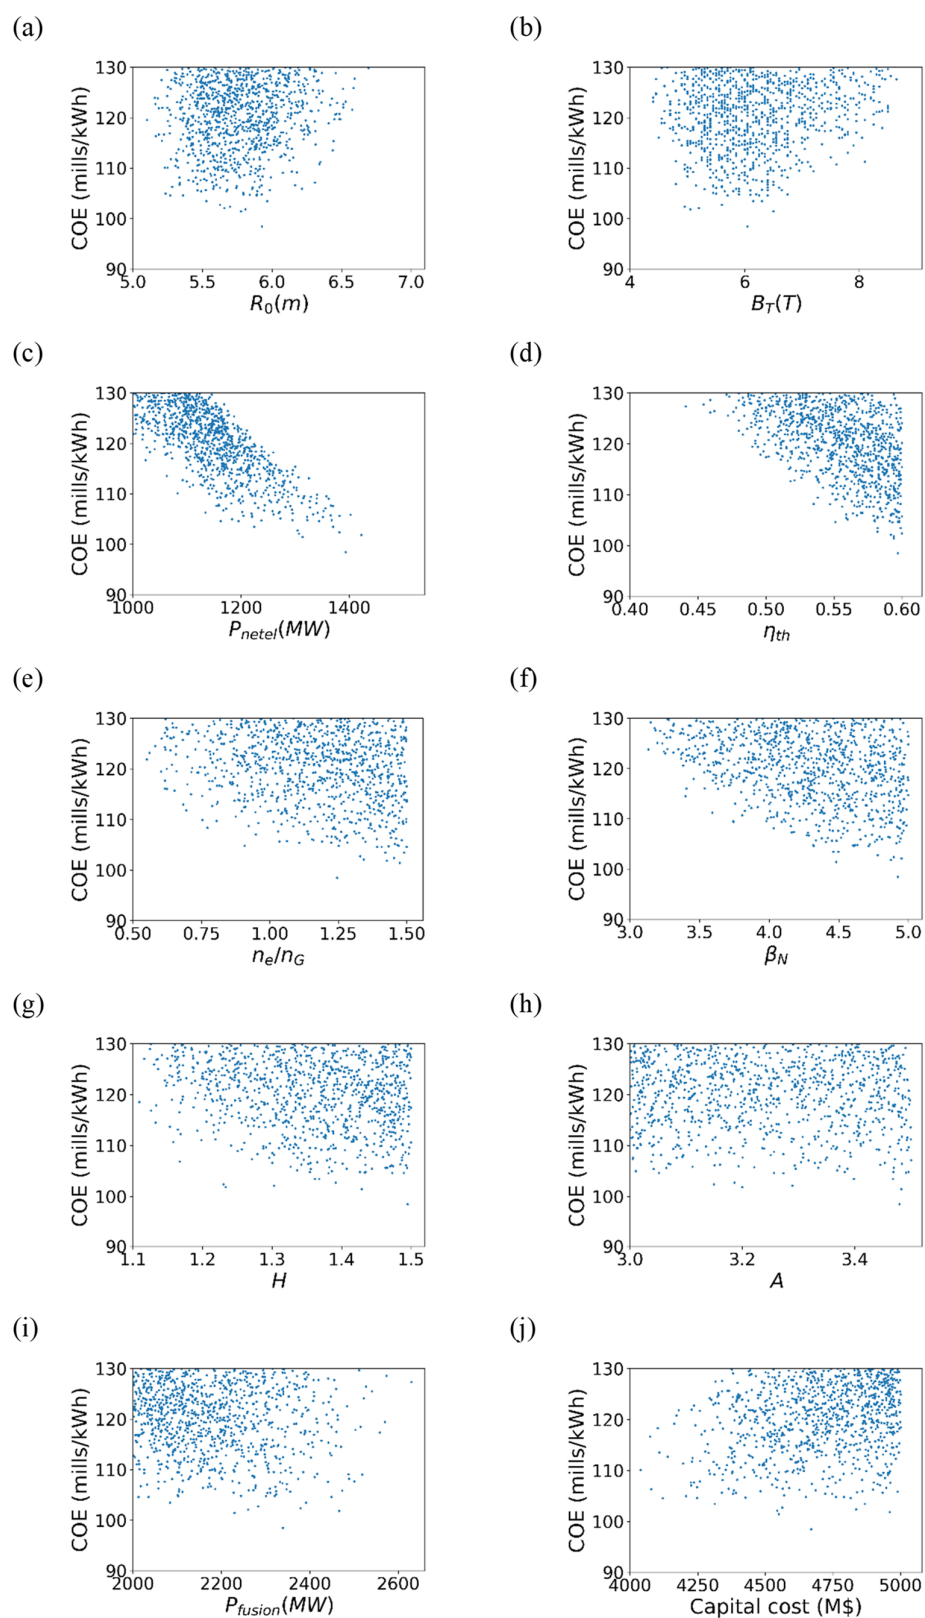 (a) (b)
130 130
120 120
110 110
100 100
90 90
5.0 5.5 6.0 6.5 7.0 4 6 8
COE (mills/kWh) COE (mills/kWh)
R0(m) BT(T)
(c) (d)
130 130
120 120
110 110
100 100
90 90
1000 1200 1400 0.40 0.45 0.50 0.55 0.60
COE (mills/kWh) COE (mills/kWh)
Pnetel(MW) ηth
(e) (f)
130 130
120 120
110 110
100 100
90 90
0.50 0.75 1.00 1.25 1.50 3.0 3.5 4.0 4.5 5.0
COE (mills/kWh) COE (mills/kWh)
ne/nG βN
(g) (h)
130 130
120 120
110 110
100 100
90 90
1.1 1.2 1.3 1.4 1.5 3.0 3.2 3.4
COE (mills/kWh) COE (mills/kWh)
H A
(i) (j)
130 130
120 120
110 110
100 100
90 90
2000 2200 2400 2600 4000 4250 4500 4750 5000
COE (mills/kWh) COE (mills/kWh)
Pfusion(MW) Capital cost (M$)